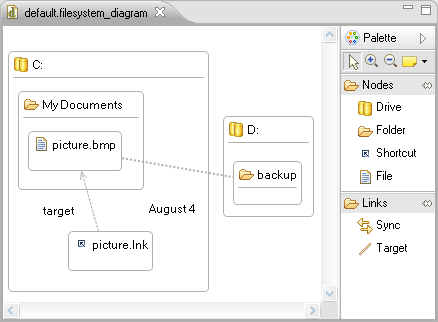 default.filesystem_diagram
C:
My Documents
picture.bmp
target
August 4
picture.lnk
D:
backup
Palette
Nodes
Drive
Folder
Shortcut
File
Links
Sync
Target